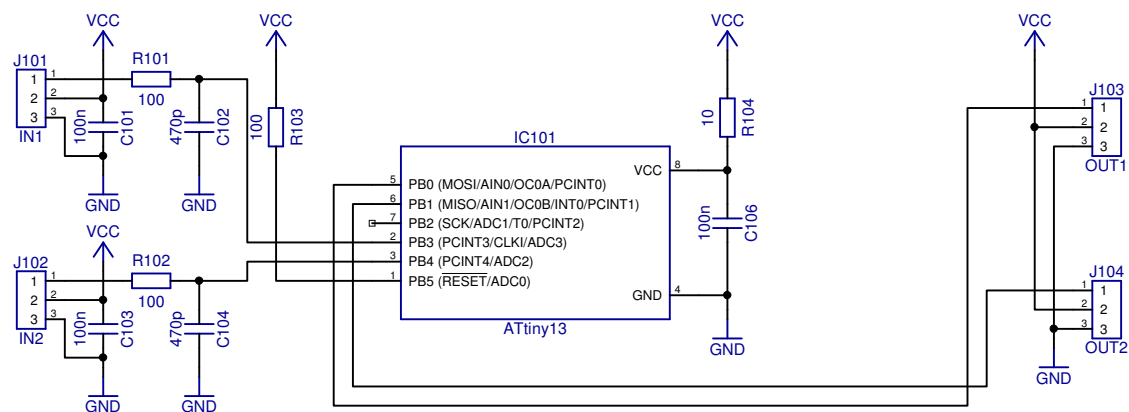 VCC
VCC
VCC
VCC
J101
1
2
3
IN1
1
2
3
R101
100
100n
C101
470p
C102
100
R103
GND
GND
VCC
J102
1
2
3
IN2
1
2
3
R102
100
100n
C103
470p
C104
GND
GND
IC101
5 PB0 (MOSI/AIN0/OC0A/PCINT0)
6 PB1 (MISO/AIN1/OC0B/INT0/PCINT1)
7 PB2 (SCK/ADC1/T0/PCINT2)
2 PB3 (PCINT3/CLKI/ADC3)
3 PB4 (PCINT4/ADC2)
1 PB5 (RESET/ADC0)
VCC 8
GND 4
ATtiny13
10
R104
100n
C106
GND
J103
1 1
2 2
3 3
OUT1
J104
1 1
2 2
3 3
OUT2
GND